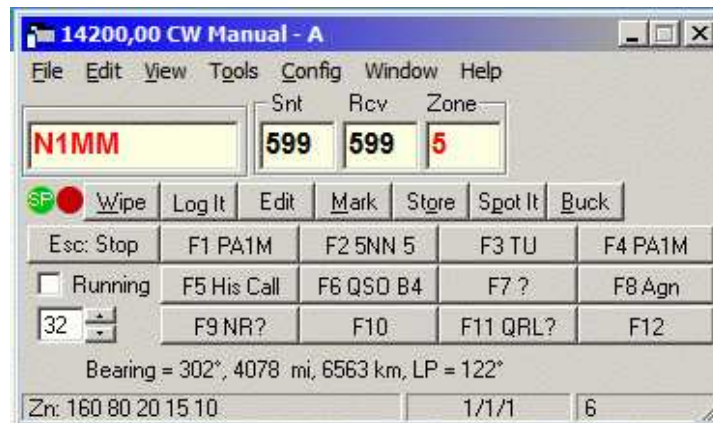 14200,00 CW Manual - A
File Edit View Tools Config Window Help
Snt Rcv Zone
N1MM 599 599 5
SP Wipe Log It Edit Mark Store Spot It Buck
Esc: Stop F1 PA1M F2 5NN 5 F3 TU F4 PA1M
Running F5 His Call F6 QSO B4 F7 ? F8 Agn
32 F9 NR? F10 F11 QRL? F12
Bearing = 302°, 4078 mi, 6563 km, LP = 122°
Zn: 160 80 20 15 10 1/1/1 6